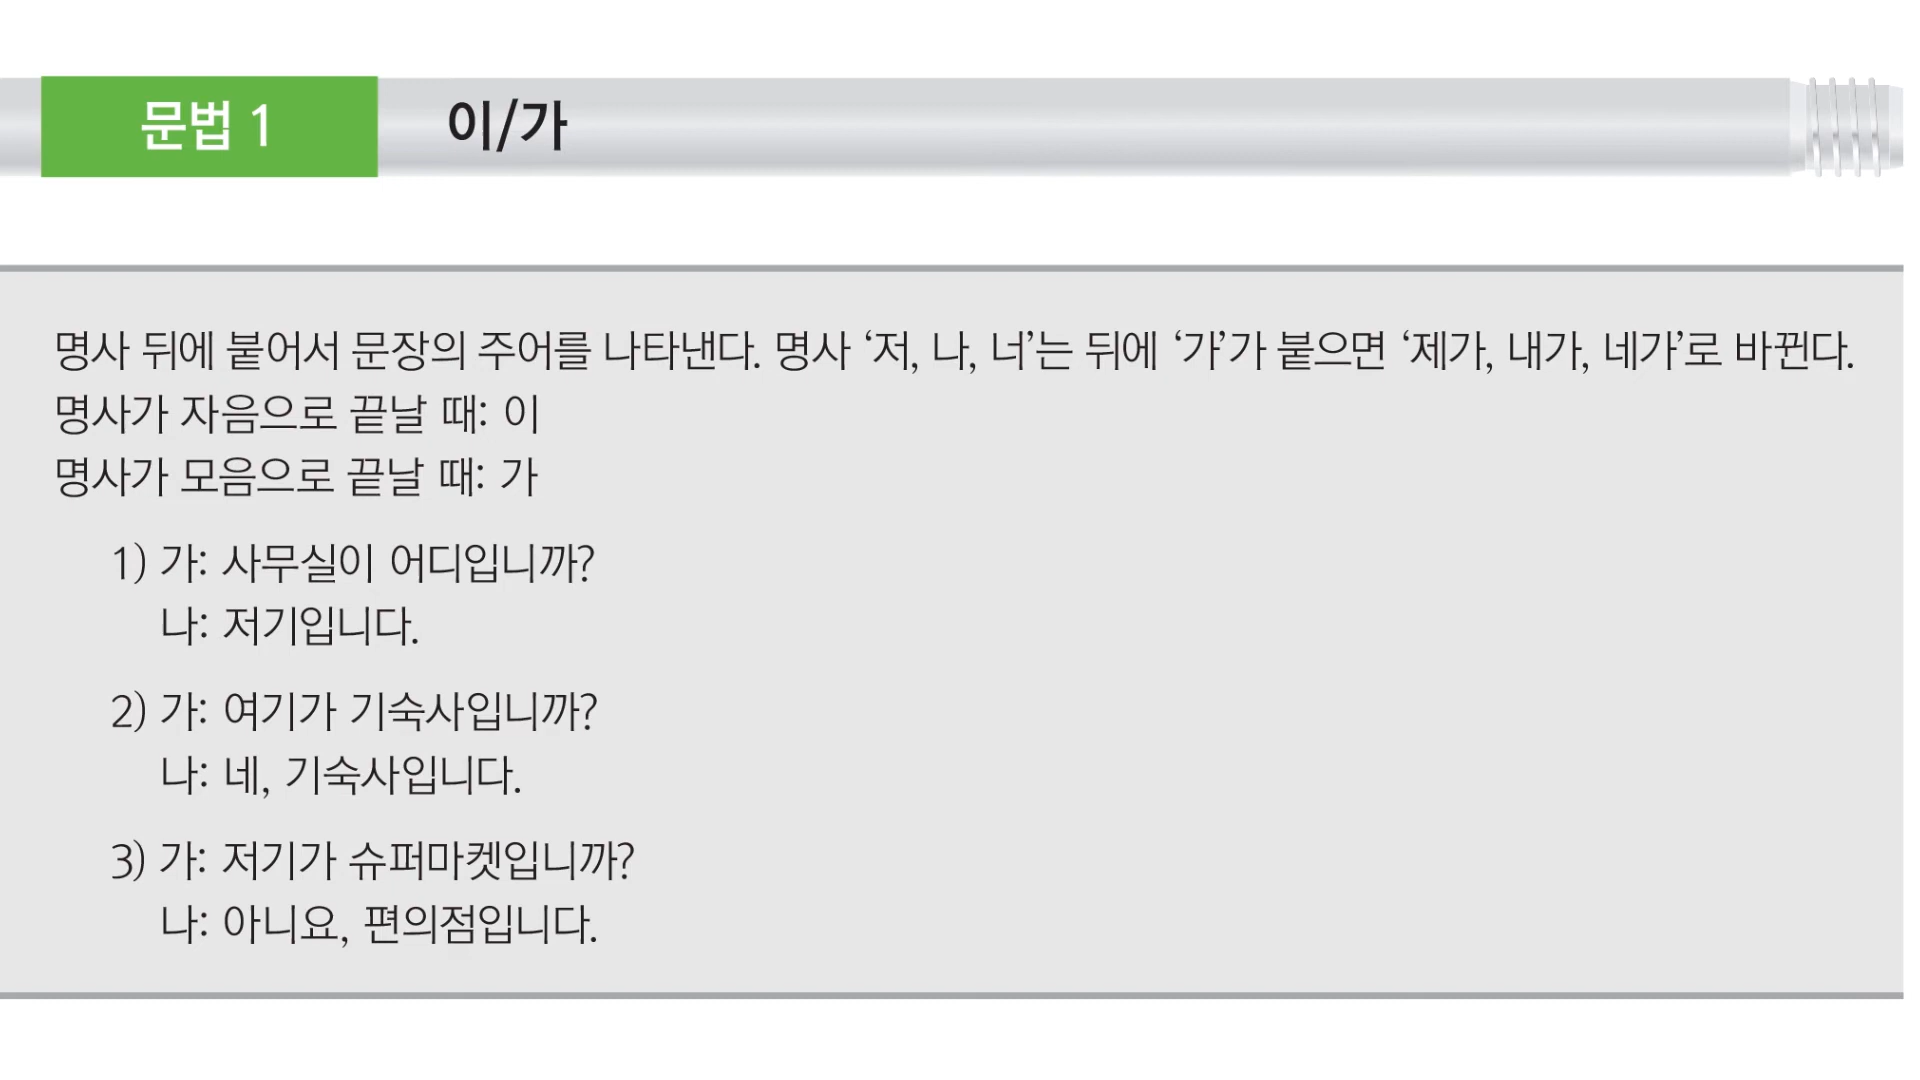 문법 1
이/가
명사 뒤에 붙어서 문장의 주어를 나타낸다. 명사 ‘저, 나, 너’는 뒤에 ‘가’가 붙으면 ‘제가, 내가, 네가’로 바뀐다.
명사가 자음으로 끝날 때: 이
명사가 모음으로 끝날 때: 가
1) 가: 사무실이 어디입니까?
나: 저기입니다.
2) 가: 여기가 기숙사입니까?
나: 네, 기숙사입니다.
3) 가: 저기가 슈퍼마켓입니까?
나: 아니요, 편의점입니다.